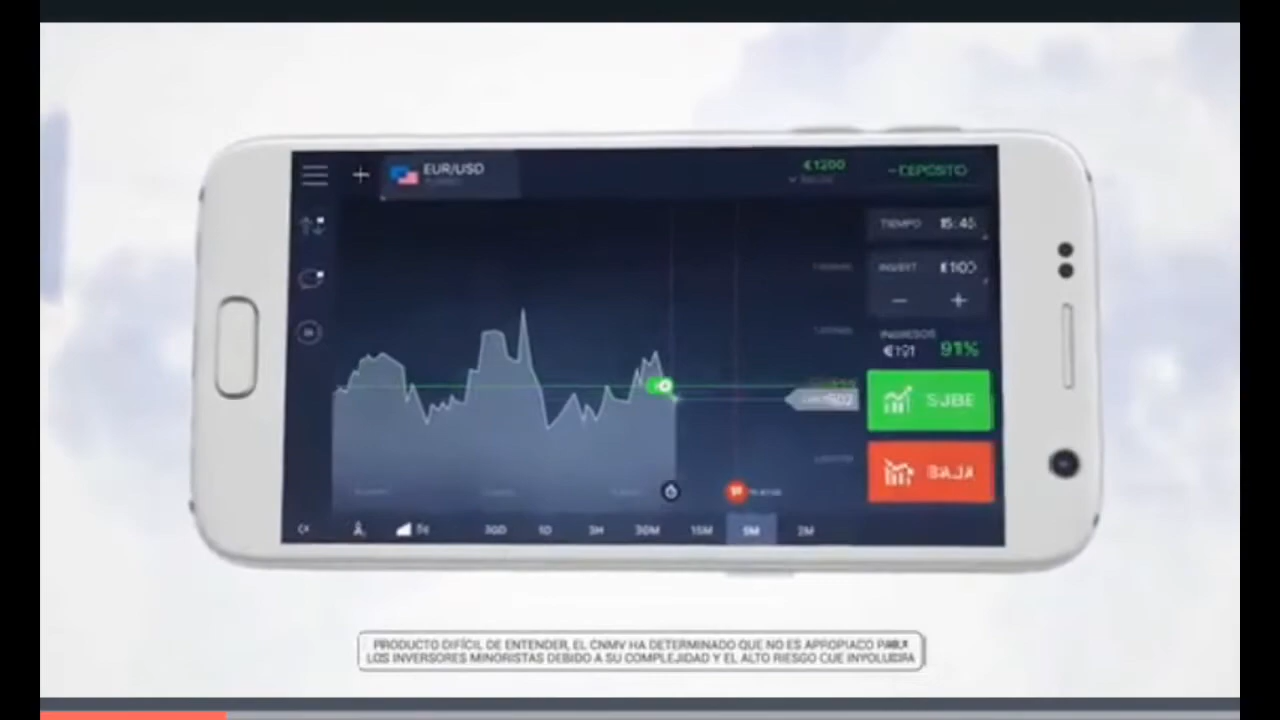 EUR/USD
€1200
DEPOSITO
TIEMPO 15:45
INVERT €100
INGRESOS
€191 91%
SUBE
BAJA
5s 30D 1D 3H 30M 15M 5M 2M
PRODUCTO DIFÍCIL DE ENTENDER, EL CNMV HA DETERMINADO QUE NO ES APROPIADO PARA
LOS INVERSORES MINORISTAS DEBIDO A SU COMPLEJIDAD Y EL ALTO RIESGO QUE INVOLUCRA